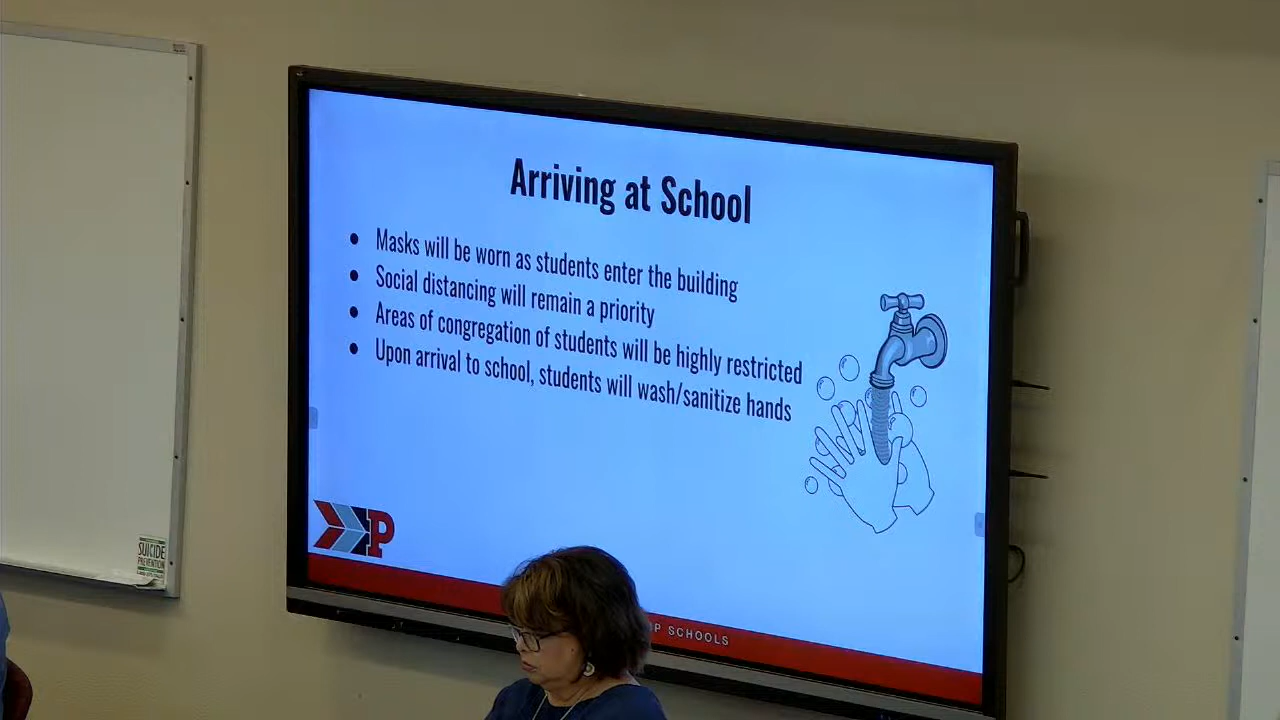 Arriving at School
● Masks will be worn as students enter the building
● Social distancing will remain a priority
● Areas of congregation of students will be highly restricted
● Upon arrival to school, students will wash/sanitize hands
P
P SCHOOLS
SUICIDE
PREVENTION